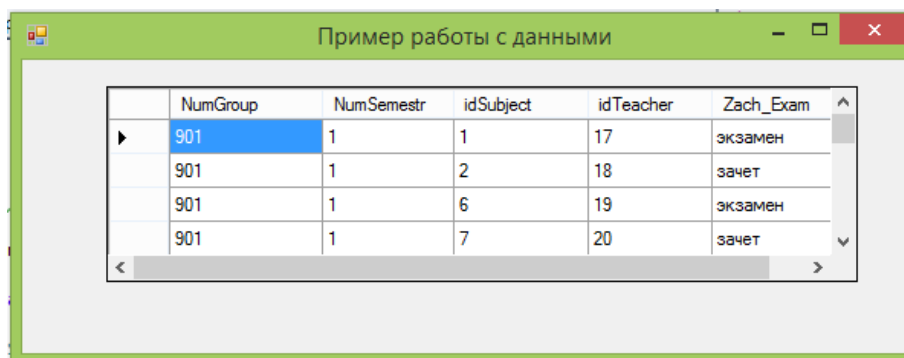 Пример работы с данными
NumGroup NumSemestr idSubject idTeacher Zach_Exam
901 1 1 17 экзамен
901 1 2 18 зачет
901 1 6 19 экзамен
901 1 7 20 зачет